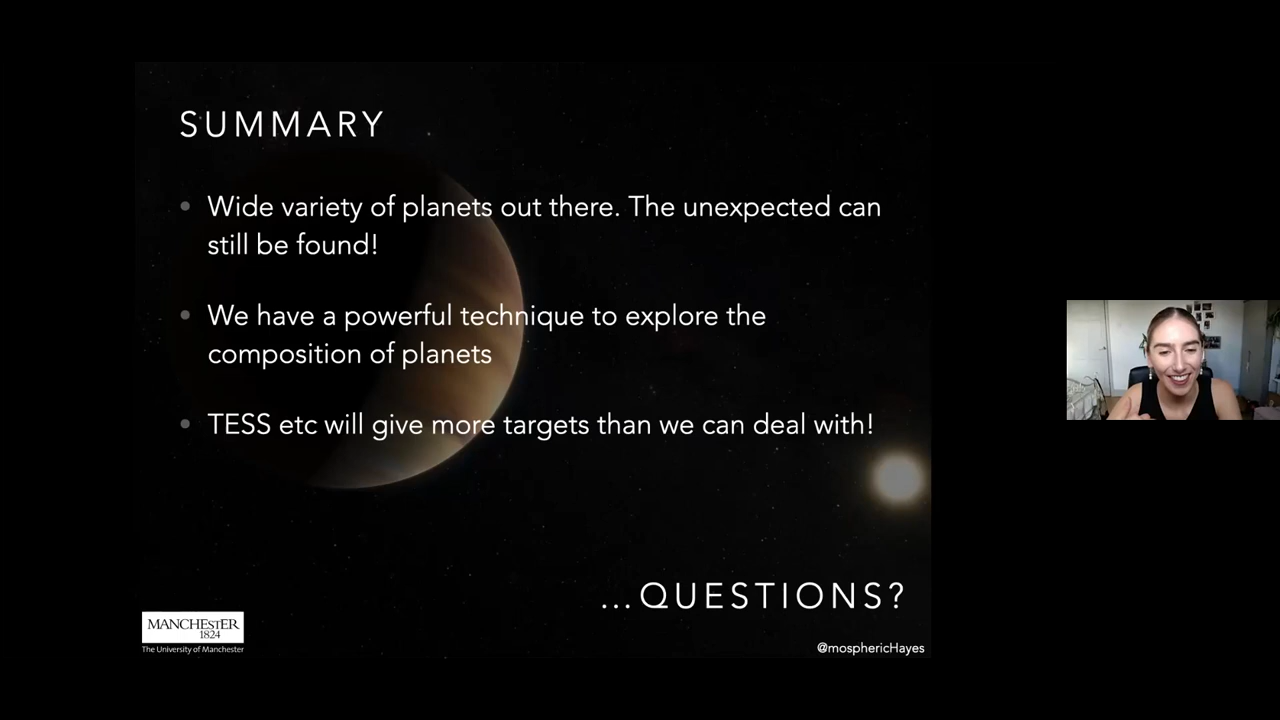 SUMMARY
Wide variety of planets out there. The unexpected can
still be found!
We have a powerful technique to explore the
composition of planets
TESS etc will give more targets than we can deal with!
...QUESTIONS?
MANCHESTER
1824
The University of Manchester
@mosphericHayes